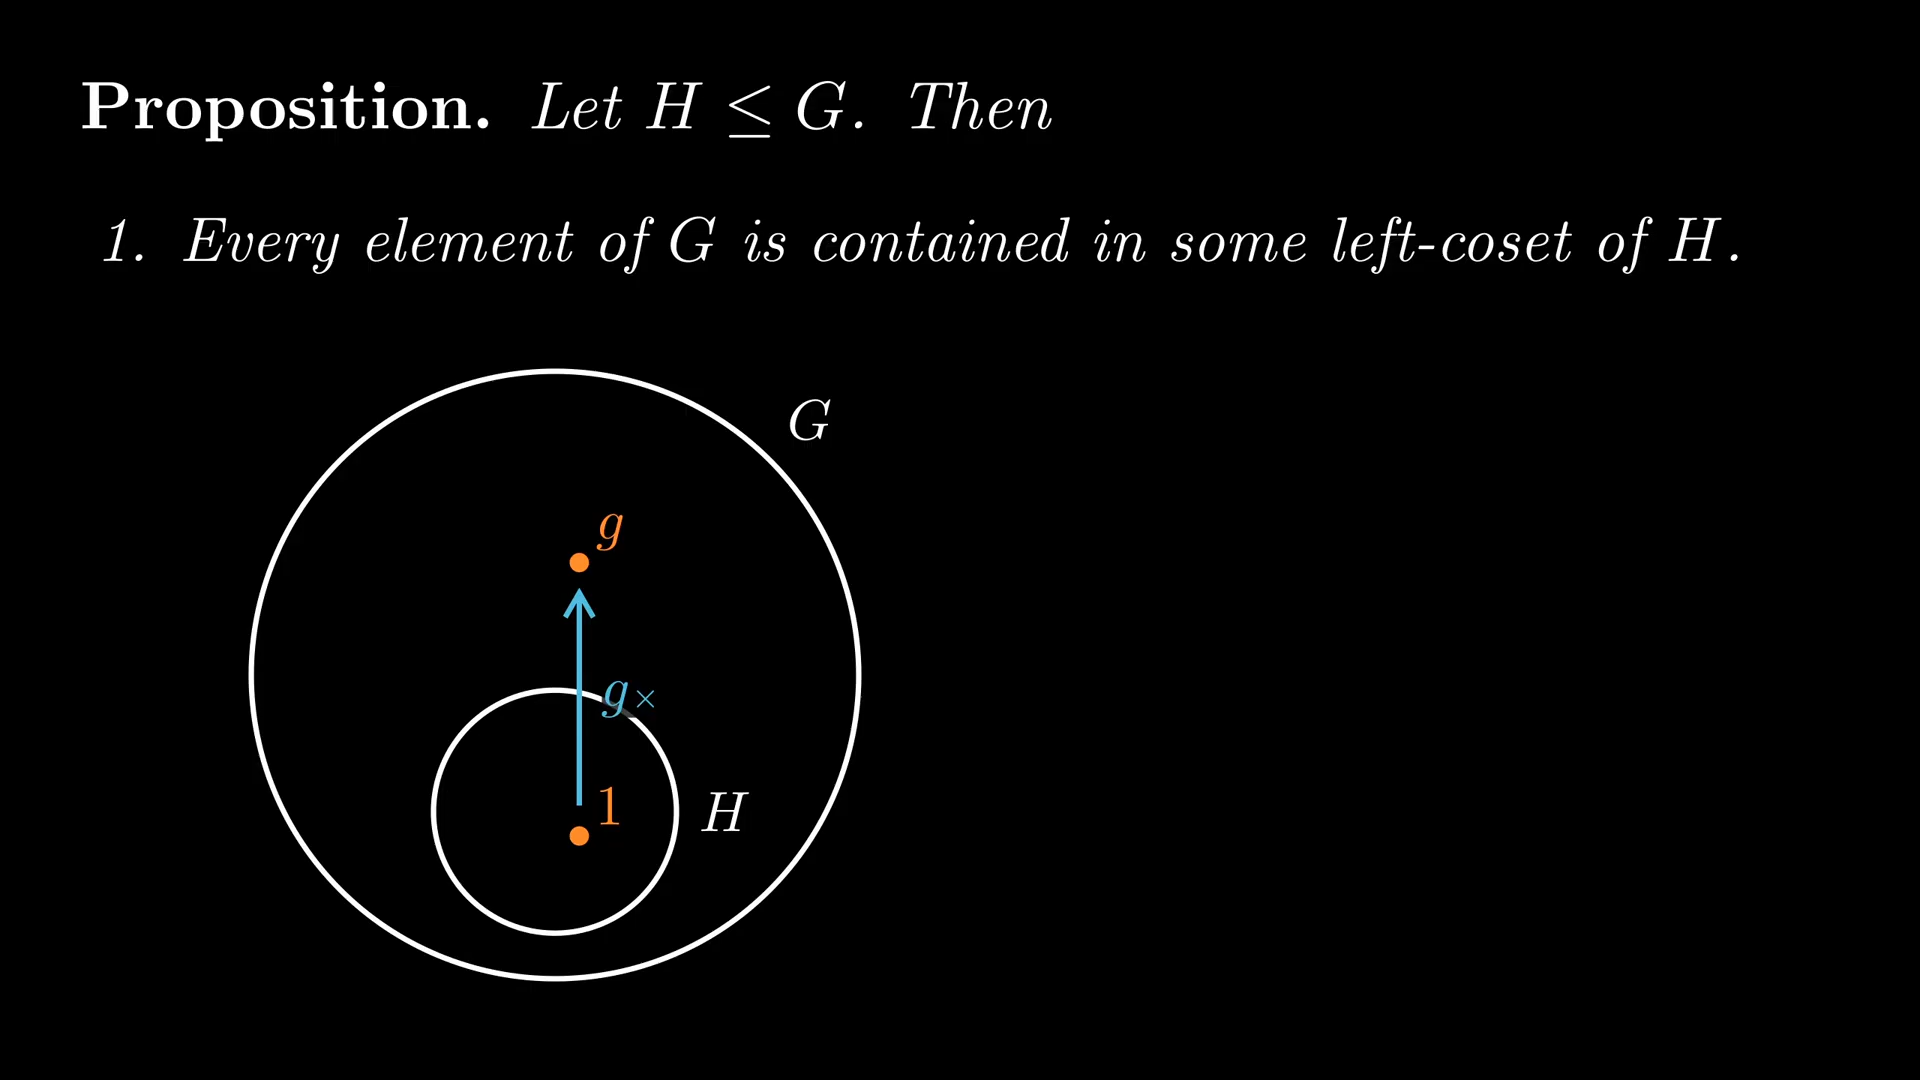 Proposition. Let H ≤ G. Then
1. Every element of G is contained in some left-coset of H.
G
g
g×
1
H